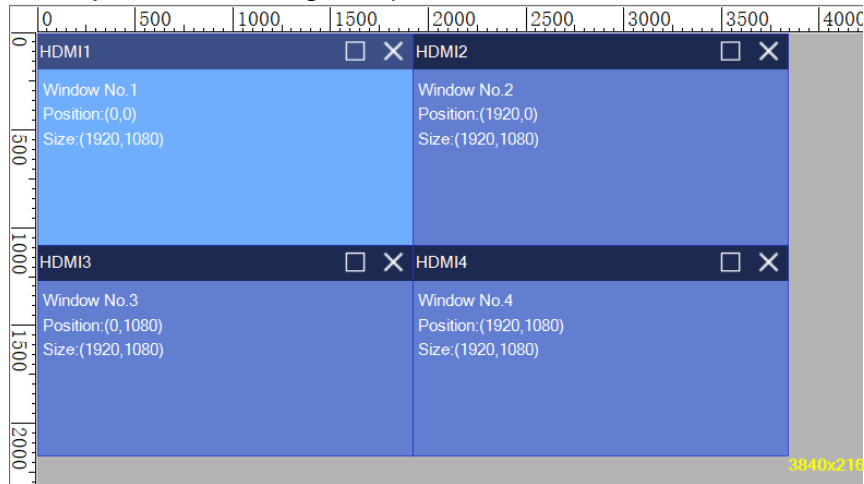 0 500 1000 1500 2000 2500 3000 3500 4000
0
HDMI1
HDMI2
Window No.1
Position:(0,0)
Size:(1920,1080)
Window No.2
Position:(1920,0)
Size:(1920,1080)
500
1000
HDMI3
HDMI4
Window No.3
Position:(0,1080)
Size:(1920,1080)
Window No.4
Position:(1920,1080)
Size:(1920,1080)
1500
2000
3840x216